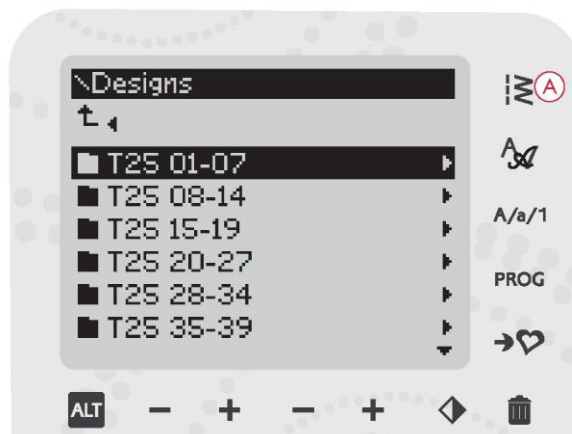 \Designs
A
T25 01-07
A
T25 08-14
A/a/1
T25 15-19
T25 20-27
PROG
T25 28-34
T25 35-39
ALT − + − +